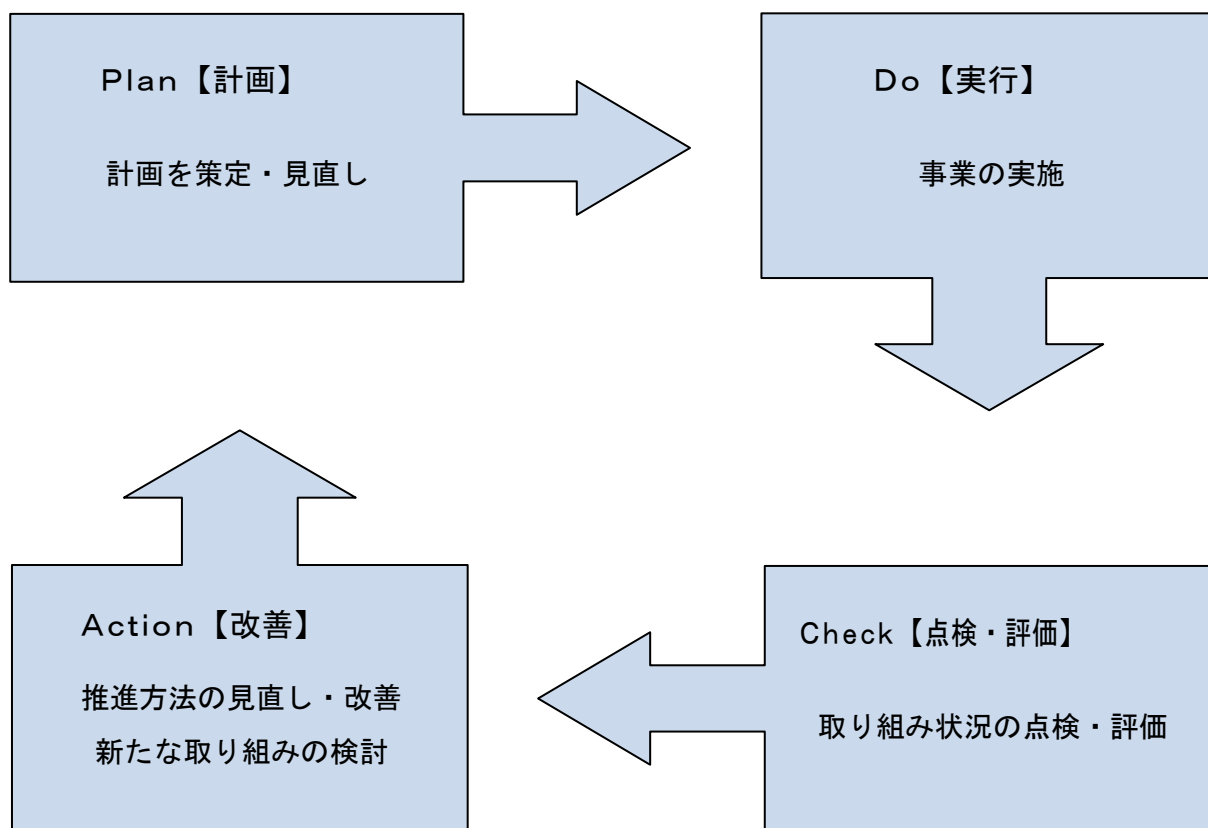 Plan【計画】
計画を策定・見直し
Do【実行】
事業の実施
Action【改善】
推進方法の見直し・改善
新たな取り組みの検討
Check【点検・評価】
取り組み状況の点検・評価